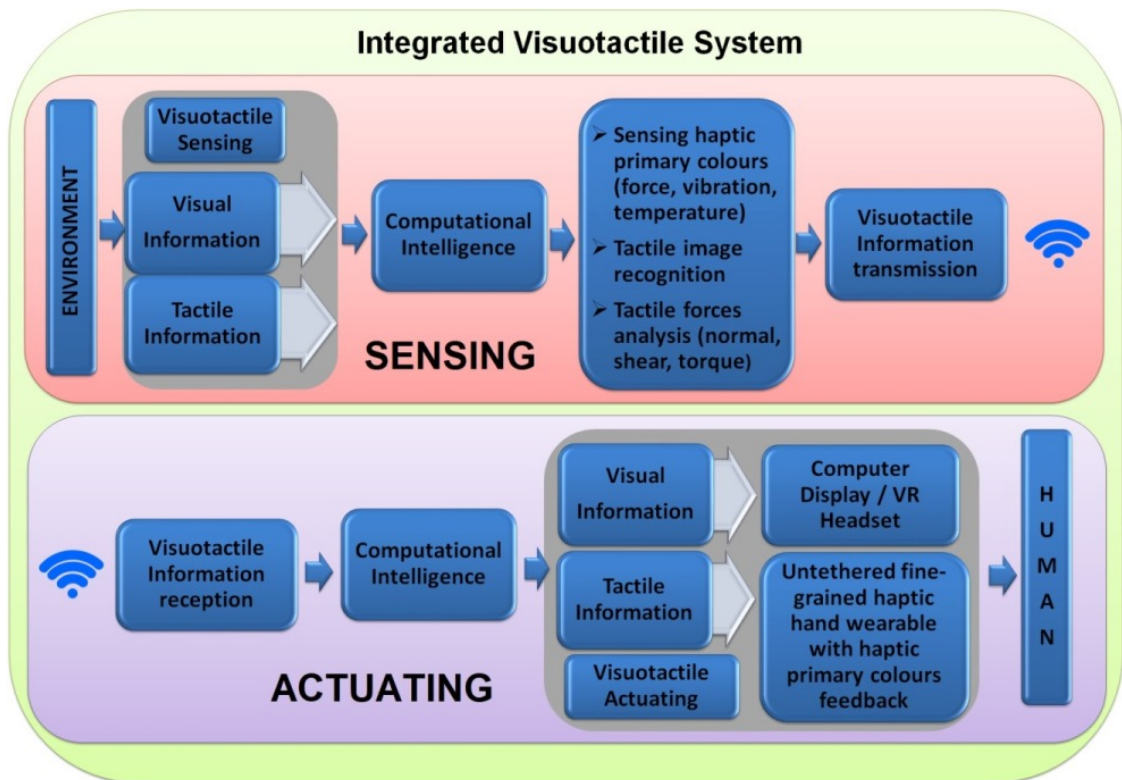 Integrated Visuotactile System
ENVIRONMENT
Visuotactile
Sensing
Visual
Information
Tactile
Information
Computational
Intelligence
➢ Sensing haptic
primary colours
(force, vibration,
temperature)
➢ Tactile image
recognition
➢ Tactile forces
analysis (normal,
shear, torque)
Visuotactile
Information
transmission
SENSING
Visuotactile
Information
reception
Computational
Intelligence
Visual
Information
Tactile
Information
Visuotactile
Actuating
Computer
Display / VR
Headset
Untethered fine-
grained haptic
hand wearable
with haptic
primary colours
feedback
HUMAN
ACTUATING